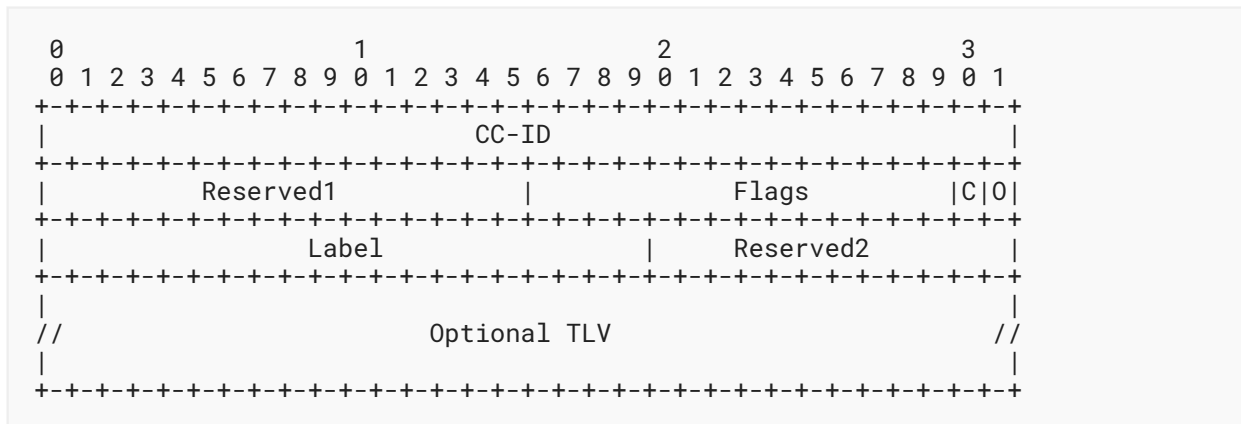 0                   1                   2                   3
 0 1 2 3 4 5 6 7 8 9 0 1 2 3 4 5 6 7 8 9 0 1 2 3 4 5 6 7 8 9 0 1
+-+-+-+-+-+-+-+-+-+-+-+-+-+-+-+-+-+-+-+-+-+-+-+-+-+-+-+-+-+-+-+-+
|                            CC-ID                              |
+-+-+-+-+-+-+-+-+-+-+-+-+-+-+-+-+-+-+-+-+-+-+-+-+-+-+-+-+-+-+-+-+
|          Reserved1            |             Flags         |C|O|
+-+-+-+-+-+-+-+-+-+-+-+-+-+-+-+-+-+-+-+-+-+-+-+-+-+-+-+-+-+-+-+-+
|                 Label                 |     Reserved2         |
+-+-+-+-+-+-+-+-+-+-+-+-+-+-+-+-+-+-+-+-+-+-+-+-+-+-+-+-+-+-+-+-+
|                                                               |
//                        Optional TLV                         //
|                                                               |
+-+-+-+-+-+-+-+-+-+-+-+-+-+-+-+-+-+-+-+-+-+-+-+-+-+-+-+-+-+-+-+-+